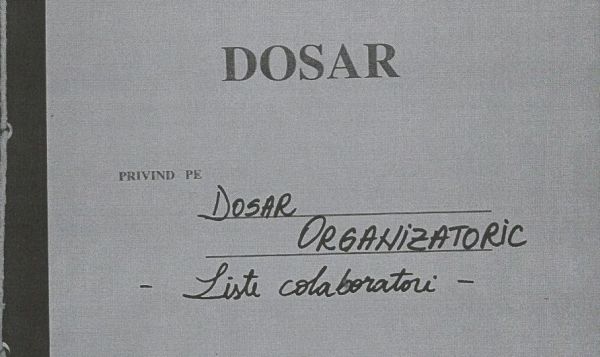 DOSAR
PRIVIND PE
DOSAR
ORGANIZATORIC
- Liste colaboratori -